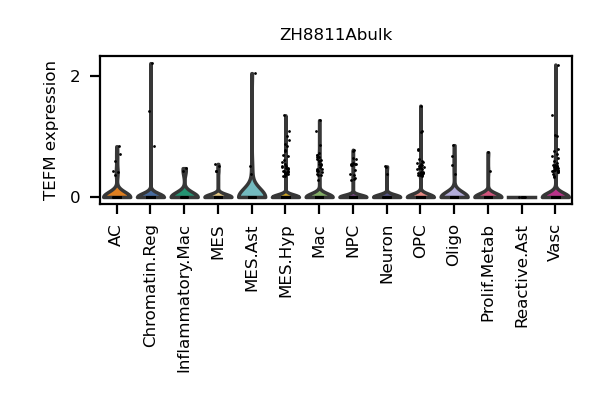 ZH8811Abulk
TEFM expression
2
0
AC
Chromatin.Reg
Inflammatory.Mac
MES
MES.Ast
MES.Hyp
Mac
NPC
Neuron
OPC
Oligo
Prolif.Metab
Reactive.Ast
Vasc